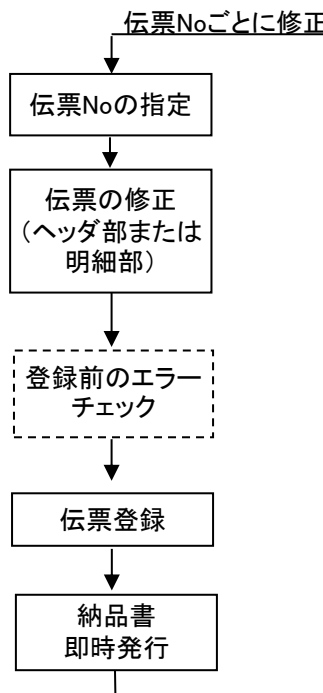 伝票Noごとに修正
伝票Noの指定
伝票の修正
（ヘッダ部または
明細部）
登録前のエラー
チェック
伝票登録
納品書
即時発行